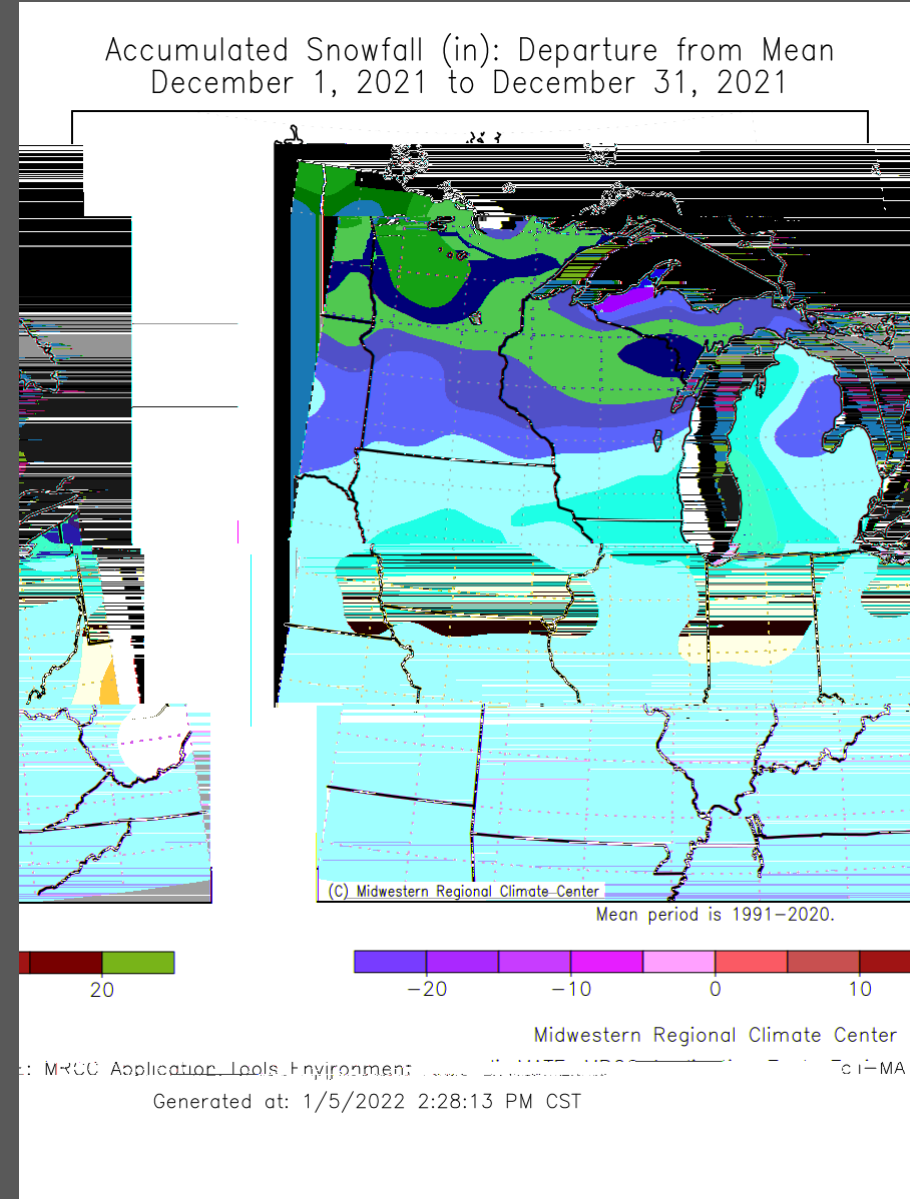 Accumulated Snowfall (in): Departure from Mean
December 1, 2021 to December 31, 2021
(C) Midwestern Regional Climate Center
Mean period is 1991-2020.
20 -20 -10 0 10
Midwestern Regional Climate Center
: MRCC Application Tools Environment
Generated at: 1/5/2022 2:28:13 PM CST